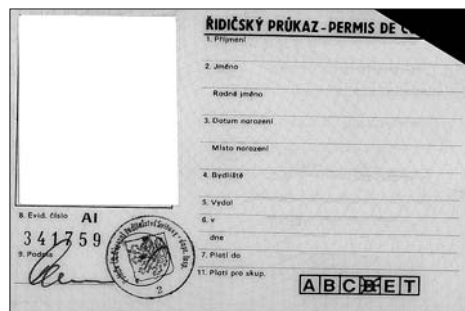 ŘIDIČSKÝ PRŮKAZ - PERMIS DE
1. Příjmení
2. Jméno
Rodné jméno
3. Datum narození
Místo narození
4. Bydliště
5. Vydal
6. v
dne
7. Platí do
8. Evid. číslo AI
341759
9. Podpis
2
11. Platí pro skup. A B C D E T